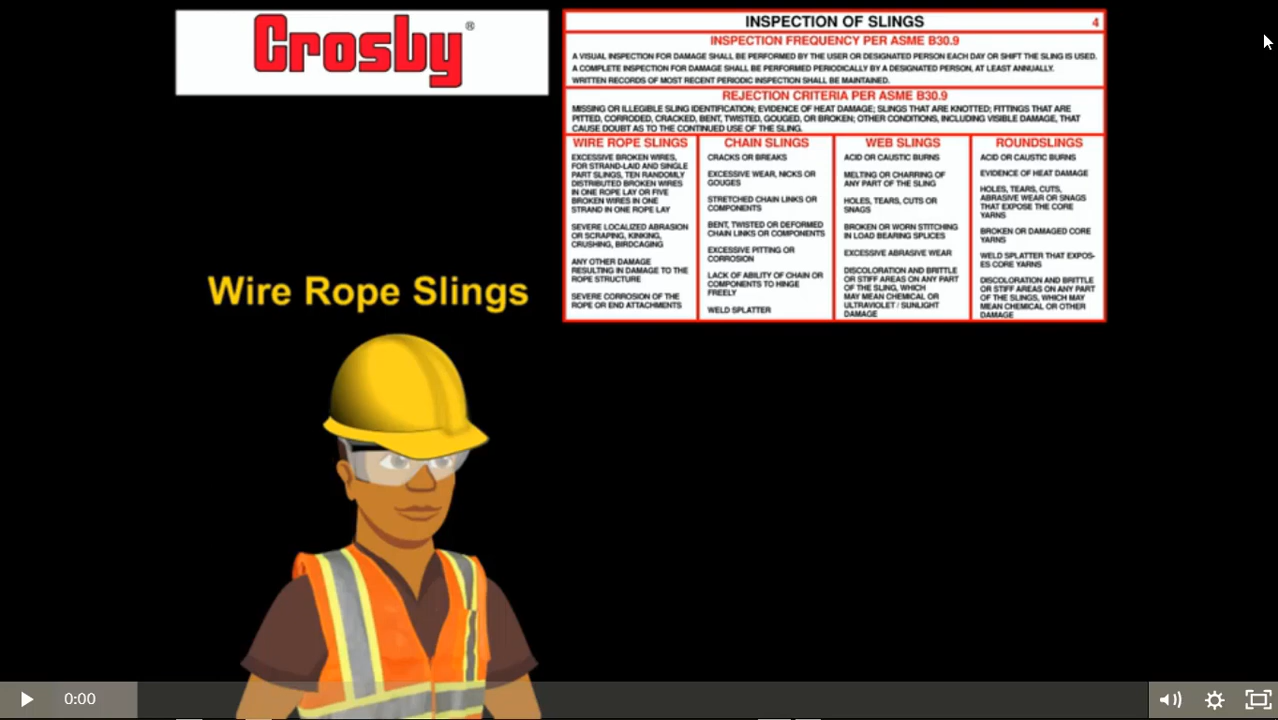 Crosby®
INSPECTION OF SLINGS
4
INSPECTION FREQUENCY PER ASME B30.9
A VISUAL INSPECTION FOR DAMAGE SHALL BE PERFORMED BY THE USER OR DESIGNATED PERSON EACH DAY OR SHIFT THE SLING IS USED.
A COMPLETE INSPECTION FOR DAMAGE SHALL BE PERFORMED PERIODICALLY BY A DESIGNATED PERSON, AT LEAST ANNUALLY.
WRITTEN RECORDS OF MOST RECENT PERIODIC INSPECTION SHALL BE MAINTAINED.
REJECTION CRITERIA PER ASME B30.9
MISSING OR ILLEGIBLE SLING IDENTIFICATION; EVIDENCE OF HEAT DAMAGE; SLINGS THAT ARE KNOTTED; FITTINGS THAT ARE
PITTED, CORRODED, CRACKED, BENT, TWISTED, GOUGED, OR BROKEN; OTHER CONDITIONS, INCLUDING VISIBLE DAMAGE, THAT
CAUSE DOUBT AS TO THE CONTINUED USE OF THE SLING.
WIRE ROPE SLINGS
EXCESSIVE BROKEN WIRES,
FOR STRAND-LAID AND SINGLE
PART SLINGS, TEN RANDOMLY
DISTRIBUTED BROKEN WIRES
IN ONE ROPE LAY OR FIVE
BROKEN WIRES IN ONE
STRAND IN ONE ROPE LAY
SEVERE LOCALIZED ABRASION
OR SCRAPING, KINKING,
CRUSHING, BIRDCAGING
ANY OTHER DAMAGE
RESULTING IN DAMAGE TO THE
ROPE STRUCTURE
SEVERE CORROSION OF THE
ROPE OR END ATTACHMENTS
CHAIN SLINGS
CRACKS OR BREAKS
EXCESSIVE WEAR, NICKS OR
GOUGES
STRETCHED CHAIN LINKS OR
COMPONENTS
BENT, TWISTED OR DEFORMED
CHAIN LINKS OR COMPONENTS
EXCESSIVE PITTING OR
CORROSION
LACK OF ABILITY OF CHAIN OR
COMPONENTS TO HINGE
FREELY
WELD SPLATTER
WEB SLINGS
ACID OR CAUSTIC BURNS
MELTING OR CHARRING OF
ANY PART OF THE SLING
HOLES, TEARS, CUTS OR
SNAGS
BROKEN OR WORN STITCHING
IN LOAD BEARING SPLICES
EXCESSIVE ABRASIVE WEAR
DISCOLORATION AND BRITTLE
OR STIFF AREAS ON ANY PART
OF THE SLING, WHICH
MAY MEAN CHEMICAL OR
ULTRAVIOLET / SUNLIGHT
DAMAGE
ROUNDSLINGS
ACID OR CAUSTIC BURNS
EVIDENCE OF HEAT DAMAGE
HOLES, TEARS, CUTS,
ABRASIVE WEAR OR SNAGS
THAT EXPOSE THE CORE
YARNS
BROKEN OR DAMAGED CORE
YARNS
WELD SPLATTER THAT EXPOS-
ES CORE YARNS
DISCOLORATION AND BRITTLE
OR STIFF AREAS ON ANY PART
OF THE SLINGS, WHICH MAY
MEAN CHEMICAL OR OTHER
DAMAGE
Wire Rope Slings
0:00